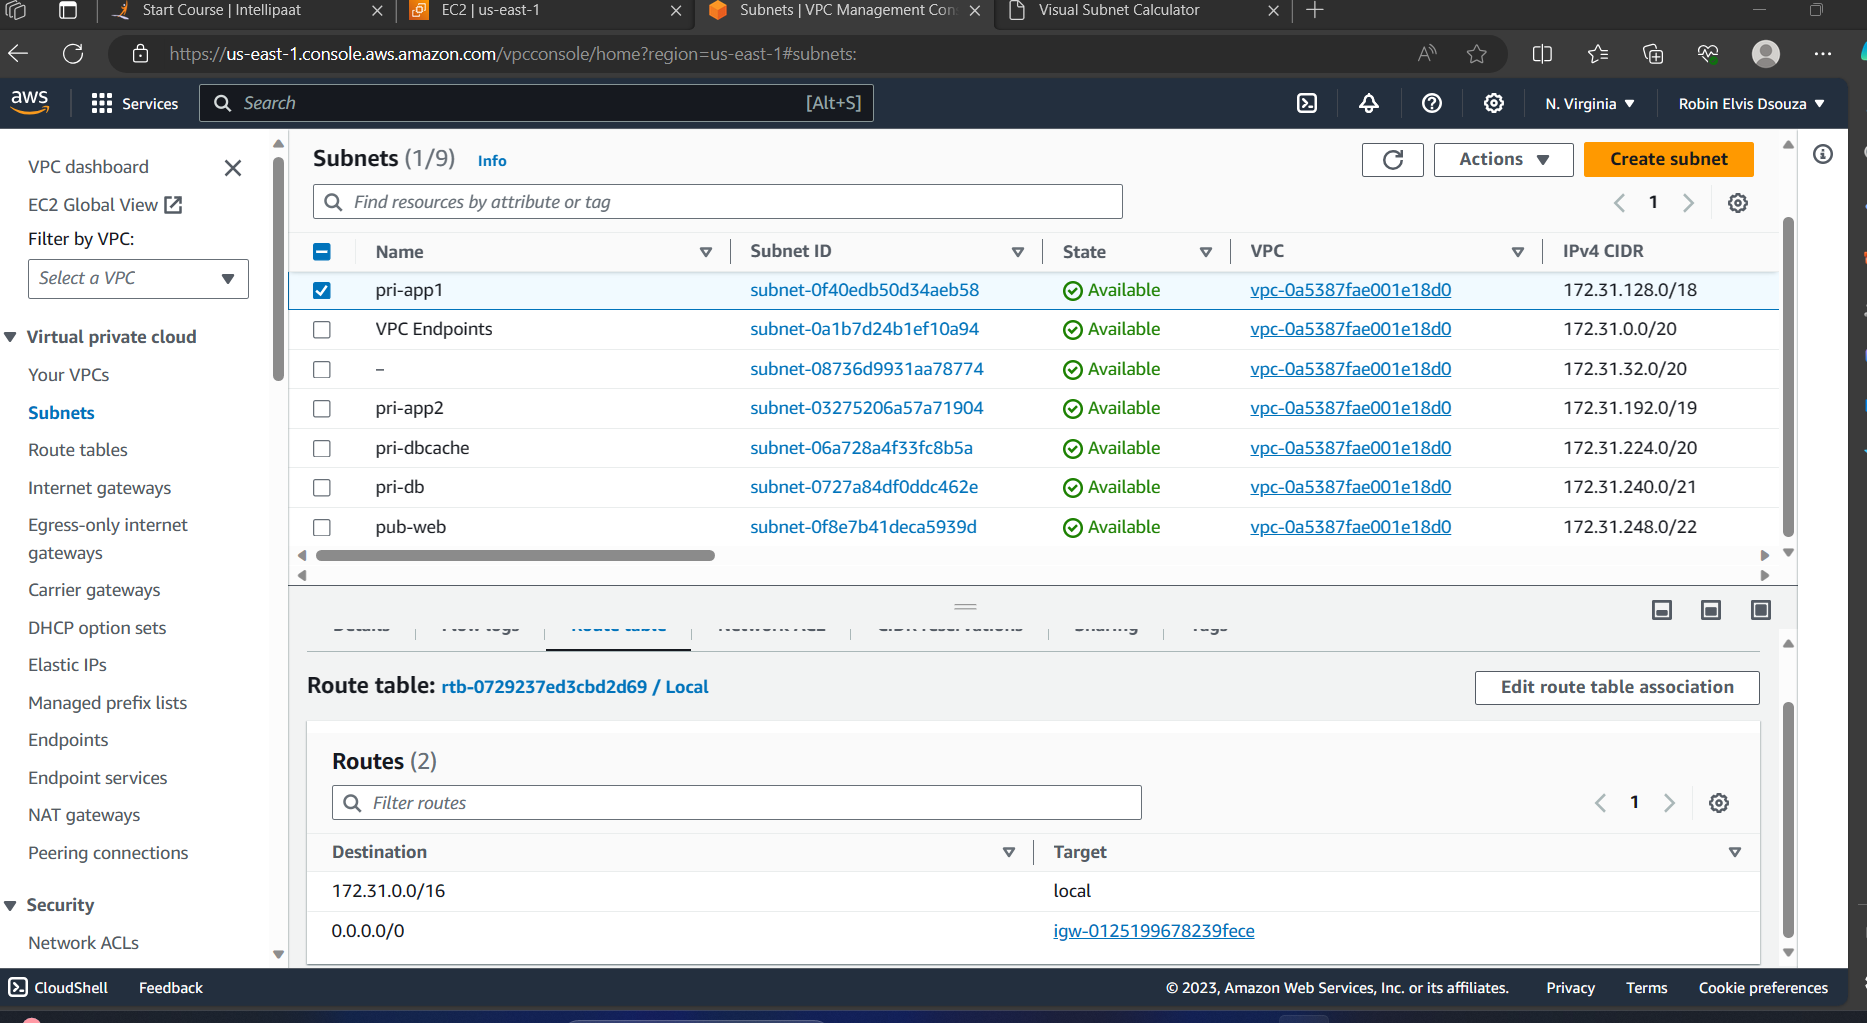 Start Course | Intellipaat
EC2 | us-east-1
Subnets | VPC Management Con
Visual Subnet Calculator
https://us-east-1.console.aws.amazon.com/vpcconsole/home?region=us-east-1#subnets:
aws
Services
Search
[Alt+S]
N. Virginia
Robin Elvis Dsouza
VPC dashboard
EC2 Global View
Filter by VPC:
Select a VPC
Virtual private cloud
Your VPCs
Subnets
Route tables
Internet gateways
Egress-only internet
gateways
Carrier gateways
DHCP option sets
Elastic IPs
Managed prefix lists
Endpoints
Endpoint services
NAT gateways
Peering connections
Security
Network ACLs
Subnets (1/9) Info
Actions
Create subnet
Find resources by attribute or tag
1
Name Subnet ID State VPC IPv4 CIDR
pri-app1 subnet-0f40edb50d34aeb58 Available vpc-0a5387fae001e18d0 172.31.128.0/18
VPC Endpoints subnet-0a1b7d24b1ef10a94 Available vpc-0a5387fae001e18d0 172.31.0.0/20
– subnet-08736d9931aa78774 Available vpc-0a5387fae001e18d0 172.31.32.0/20
pri-app2 subnet-03275206a57a71904 Available vpc-0a5387fae001e18d0 172.31.192.0/19
pri-dbcache subnet-06a728a4f33fc8b5a Available vpc-0a5387fae001e18d0 172.31.224.0/20
pri-db subnet-0727a84df0ddc462e Available vpc-0a5387fae001e18d0 172.31.240.0/21
pub-web subnet-0f8e7b41deca5939d Available vpc-0a5387fae001e18d0 172.31.248.0/22
Details Flow logs Route table Network ACL CIDR reservations Sharing Tags
Route table: rtb-0729237ed3cbd2d69 / Local
Edit route table association
Routes (2)
Filter routes
1
Destination Target
172.31.0.0/16 local
0.0.0.0/0 igw-0125199678239fece
CloudShell Feedback © 2023, Amazon Web Services, Inc. or its affiliates. Privacy Terms Cookie preferences